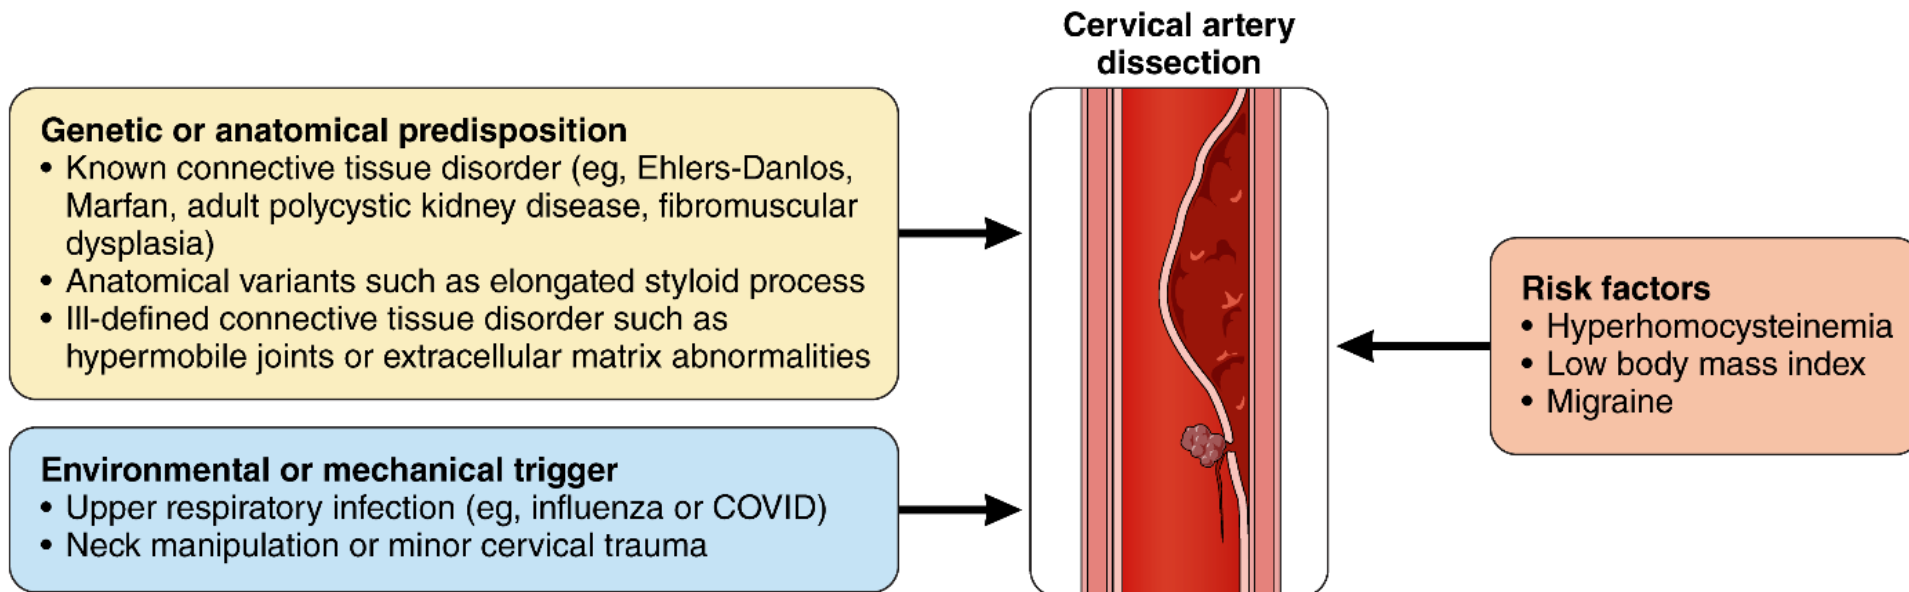 Cervical artery
dissection
Genetic or anatomical predisposition
• Known connective tissue disorder (eg, Ehlers-Danlos,
Marfan, adult polycystic kidney disease, fibromuscular
dysplasia)
• Anatomical variants such as elongated styloid process
• Ill-defined connective tissue disorder such as
hypermobile joints or extracellular matrix abnormalities
Environmental or mechanical trigger
• Upper respiratory infection (eg, influenza or COVID)
• Neck manipulation or minor cervical trauma
Risk factors
• Hyperhomocysteinemia
• Low body mass index
• Migraine